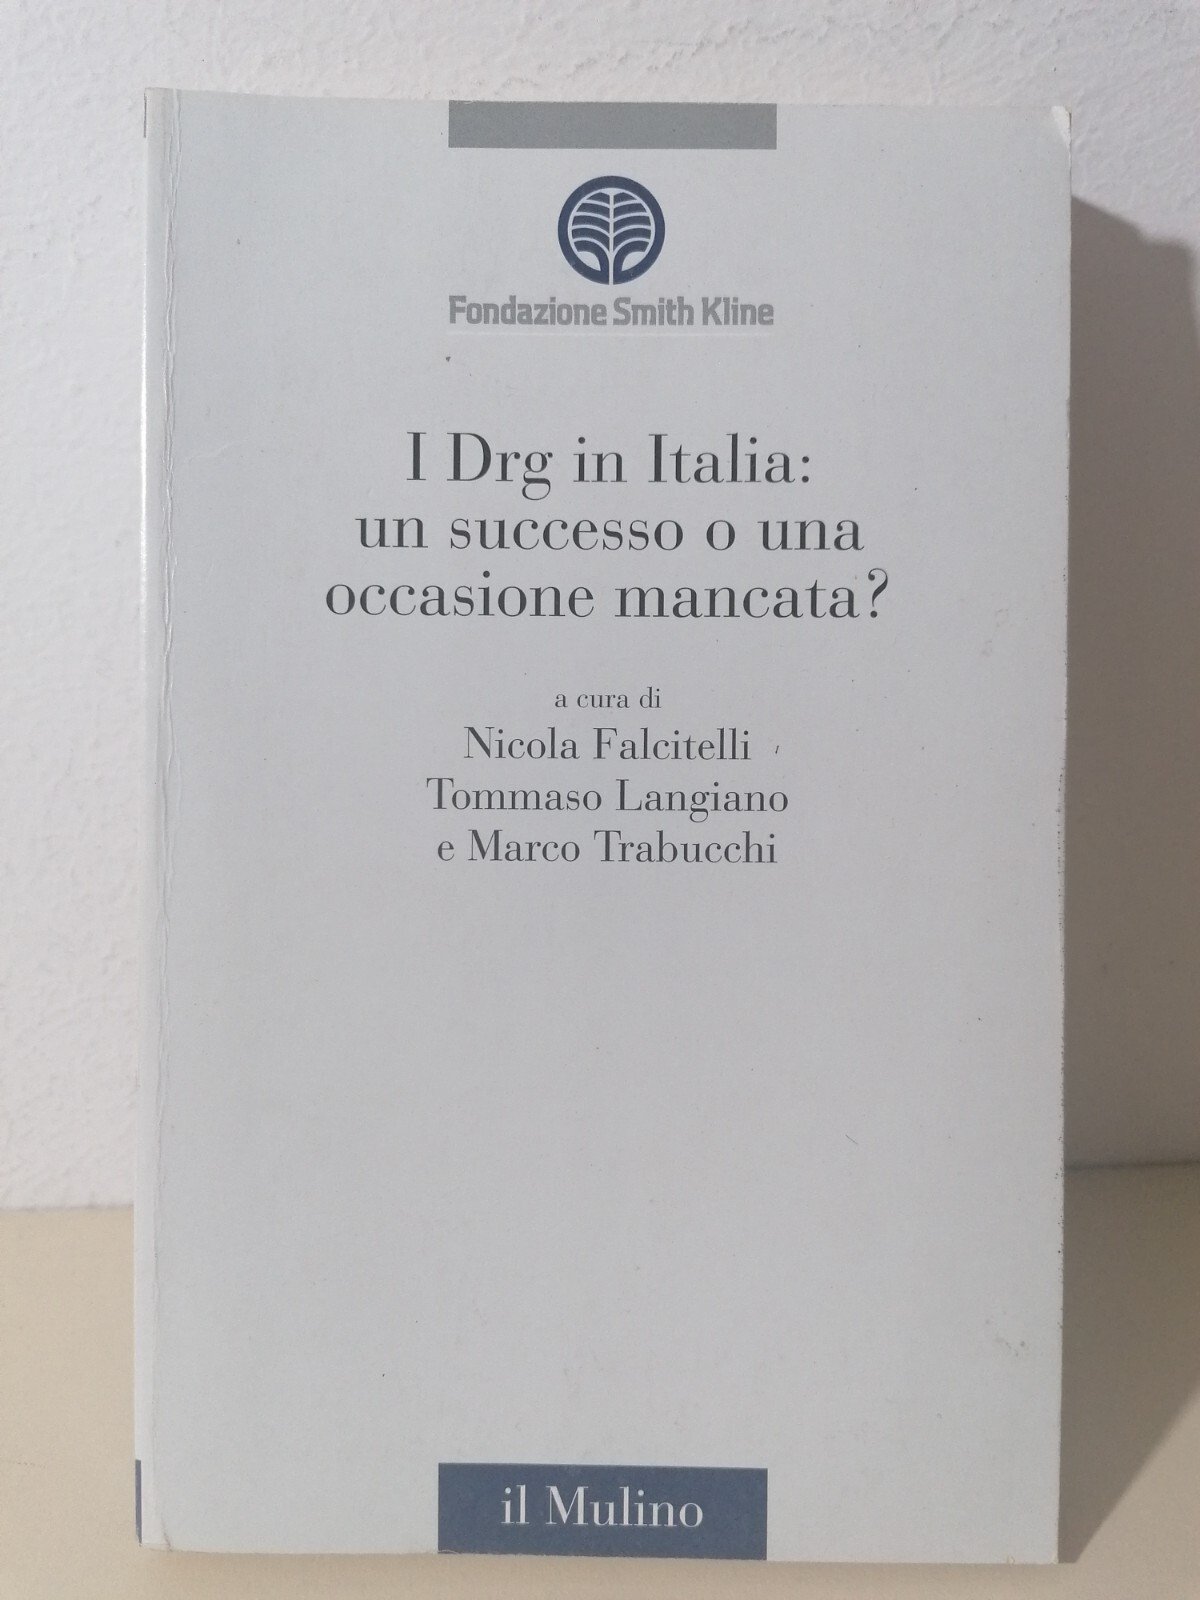 Fondazione Smith Kline
I Drg in Italia:
un successo o una
occasione mancata?
a cura di
Nicola Falcitelli
Tommaso Langiano
e Marco Trabucchi
il Mulino